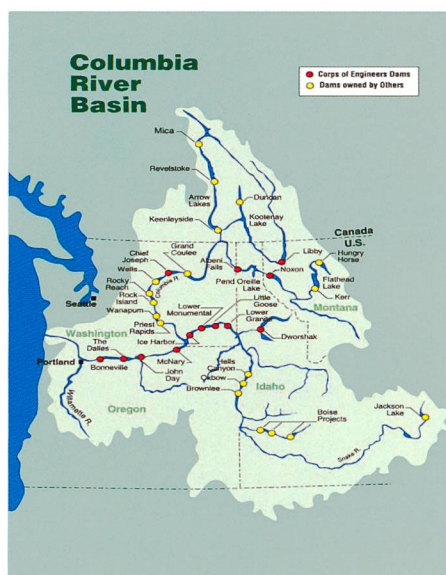 Columbia
River
Basin
Corps of Engineers Dams
Dams owned by Others
Mica
Revelstoke
Arrow
Lakes
Duncan
Kootenay
Lake
Keenleyside
Canada
U.S.
Libby
Hungry
Horse
Grand
Coulee
Chief
Joseph
Albeni
Falls
Noxon
Wells
Pend Oreille
Lake
Flathead
Lake
Rocky
Reach
Columbia R.
Kerr
Seattle
Rock
Island
Montana
Wanapum
Lower
Monumental
Little
Goose
Lower
Granite
Washington
Priest
Rapids
Ice Harbor
Dworshak
The
Dalles
Portland
McNary
Hells
Canyon
Bonneville
John
Day
Oxbow
Idaho
Brownlee
Jackson
Lake
Willamette R.
Oregon
Boise
Projects
Snake R.